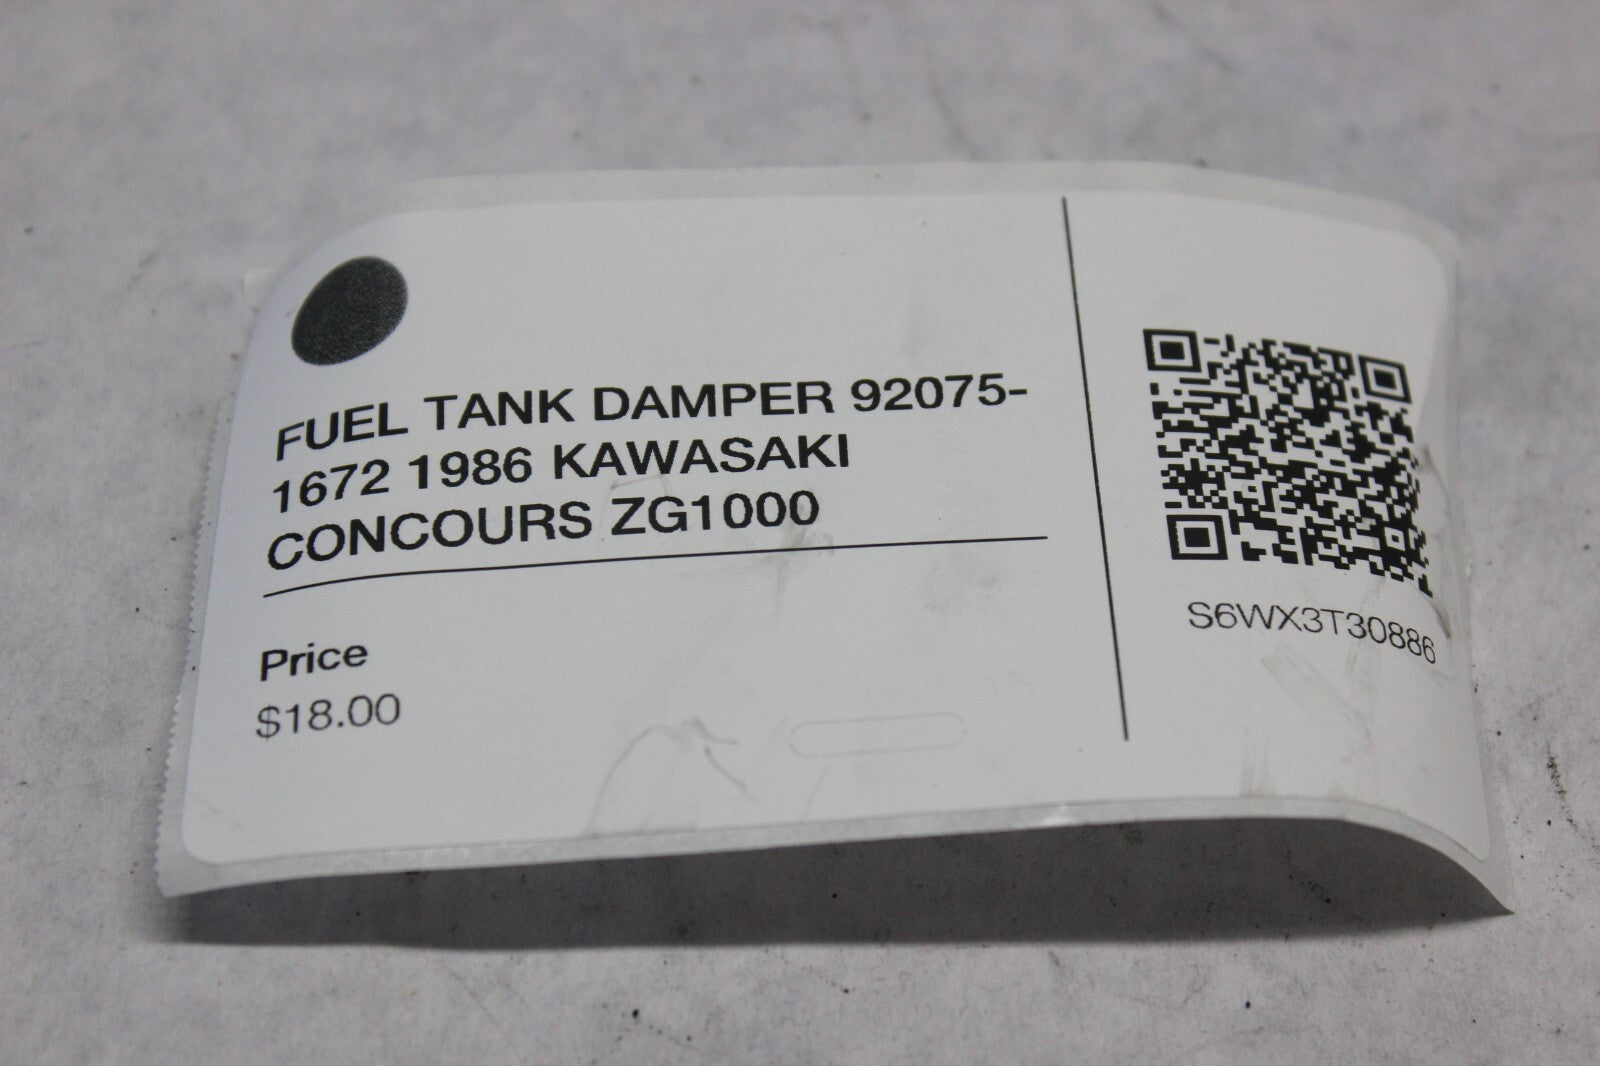 FUEL TANK DAMPER 92075-
1672 1986 KAWASAKI
CONCOURS ZG1000
Price
$18.00
S6WX3T30886